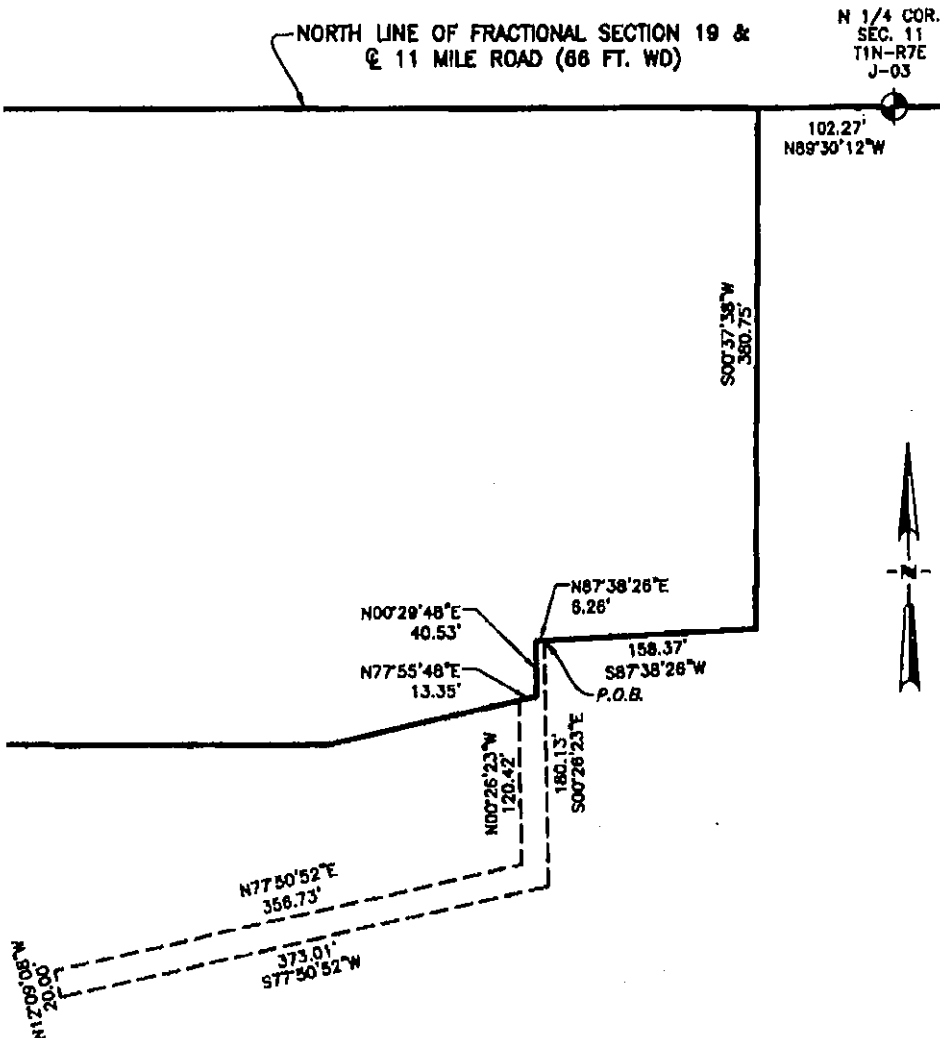 NORTH LINE OF FRACTIONAL SECTION 19 &
℄ 11 MILE ROAD (66 FT. WD)
N 1/4 COR.
SEC. 11
T1N-R7E
J-03
102.27'
N89°30'12"W
S00°37'38"W
380.75'
N87°38'26"E
6.26'
N00°29'48"E
40.53'
158.37'
S87°38'26"W
N77°55'48"E
13.35'
P.O.B.
N00°26'23"W
120.42'
180.13'
S00°26'23"E
-N-
N77°50'52"E
356.73'
373.01'
S77°50'52"W
N12°09'08"W
20.00'